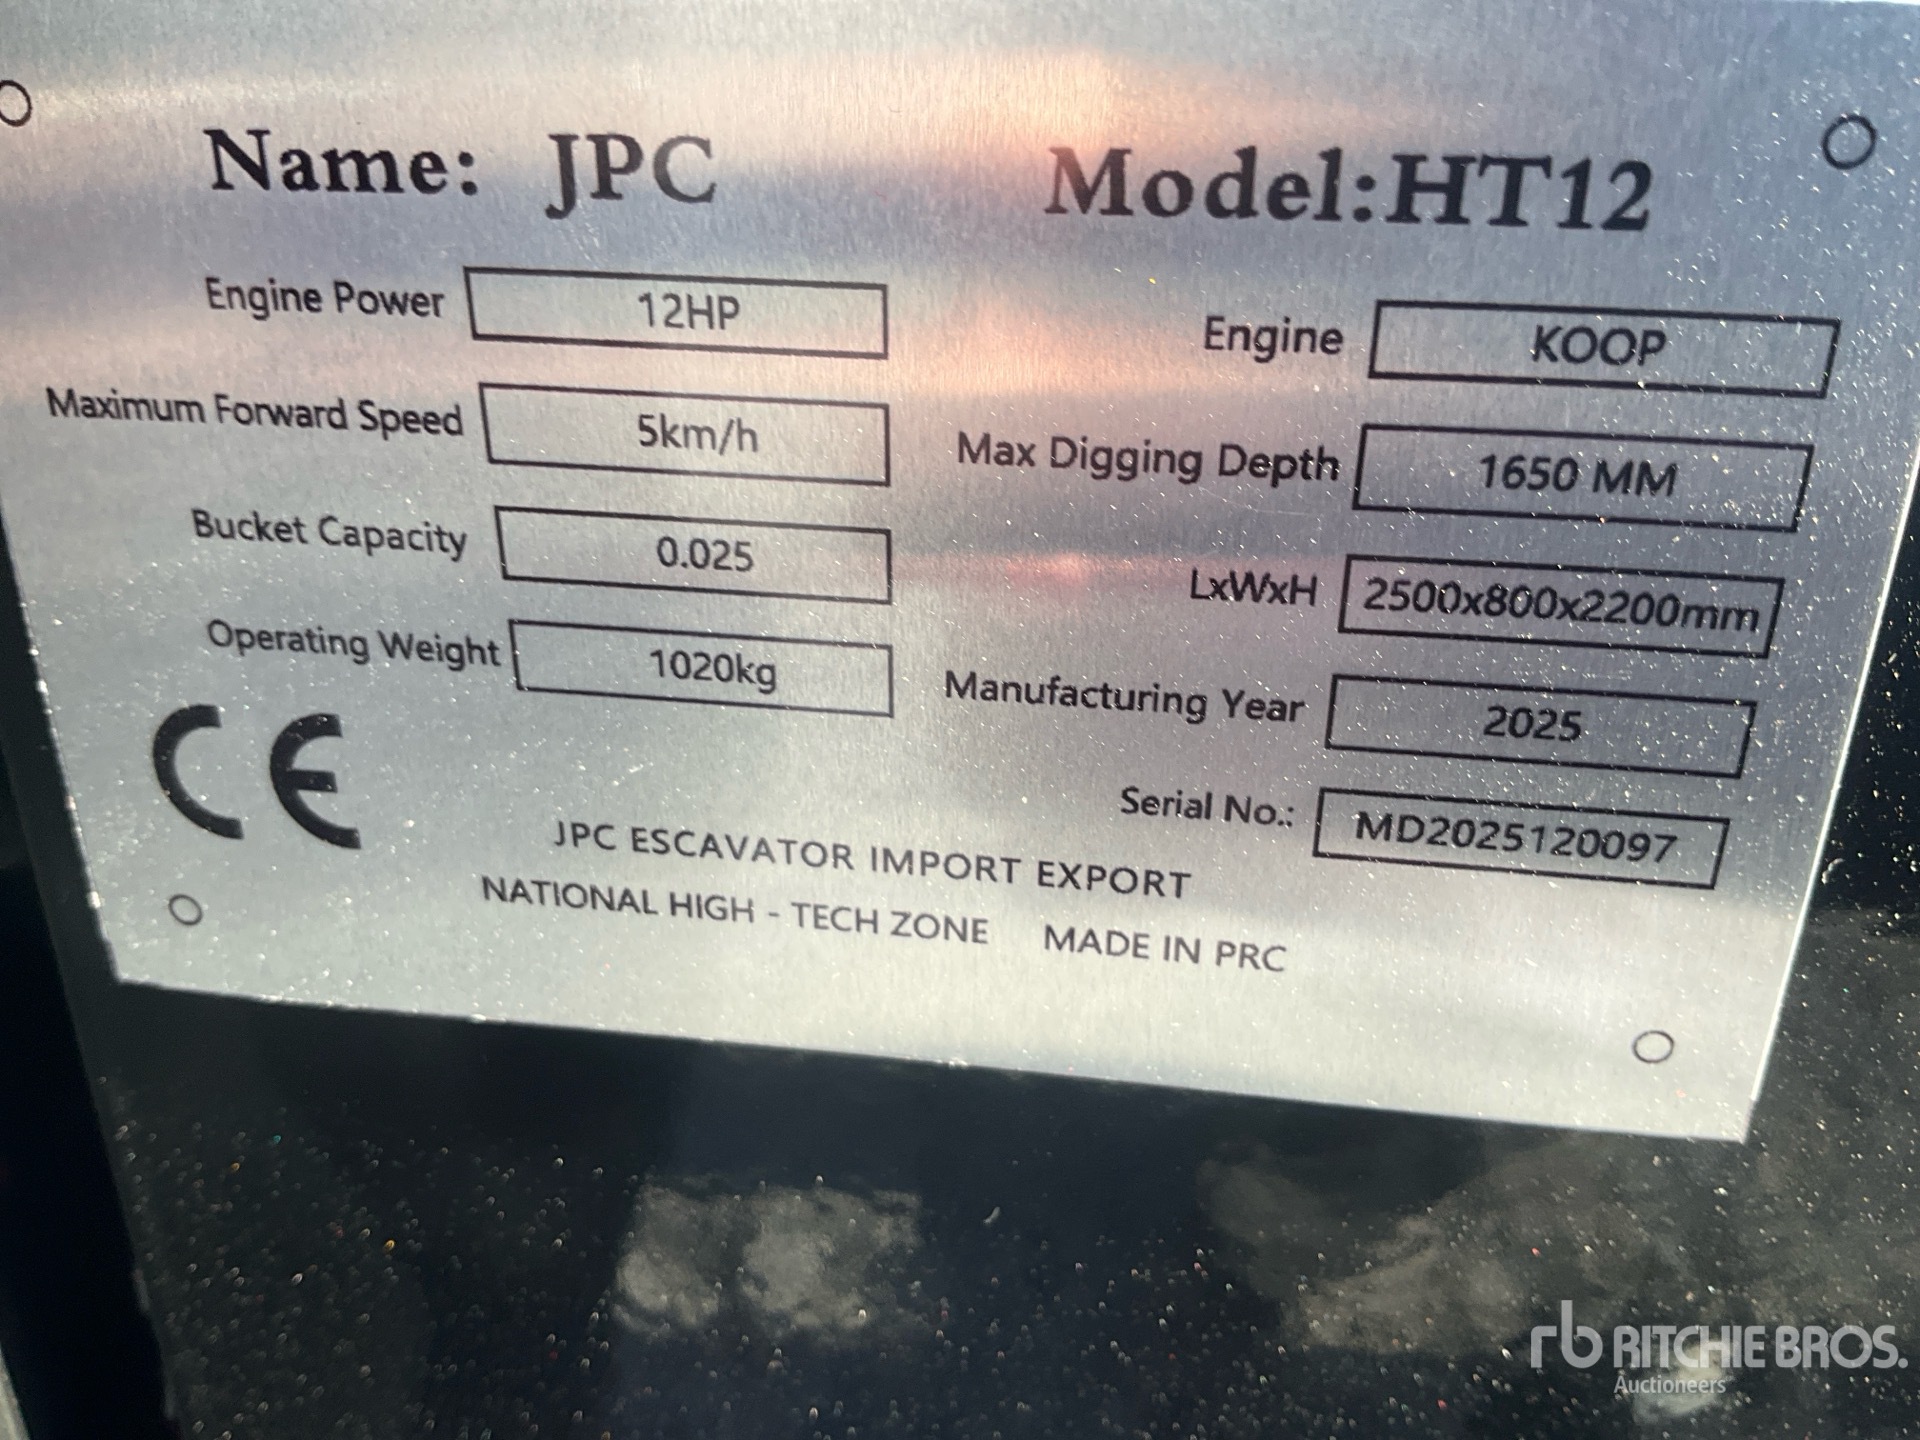 Name: JPC Model:HT12
Engine Power 12HP Engine KOOP
Maximum Forward Speed 5km/h Max Digging Depth 1650 MM
Bucket Capacity 0.025 LxWxH 2500x800x2200mm
Operating Weight 1020kg Manufacturing Year 2025
Serial No.: MD2025120097
CE
JPC ESCAVATOR IMPORT EXPORT
NATIONAL HIGH - TECH ZONE MADE IN PRC
rb RITCHIE BROS.
Auctioneers